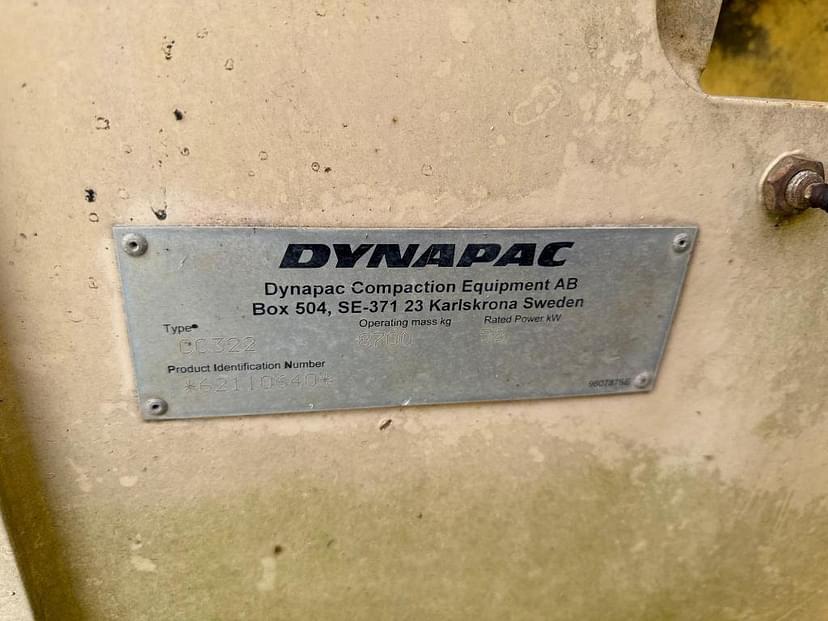 DYNAPAC
Dynapac Compaction Equipment AB
Box 504, SE-371 23 Karlskrona Sweden
Type Operating mass kg Rated Power kW
CC322
Product Identification Number
*62110640*